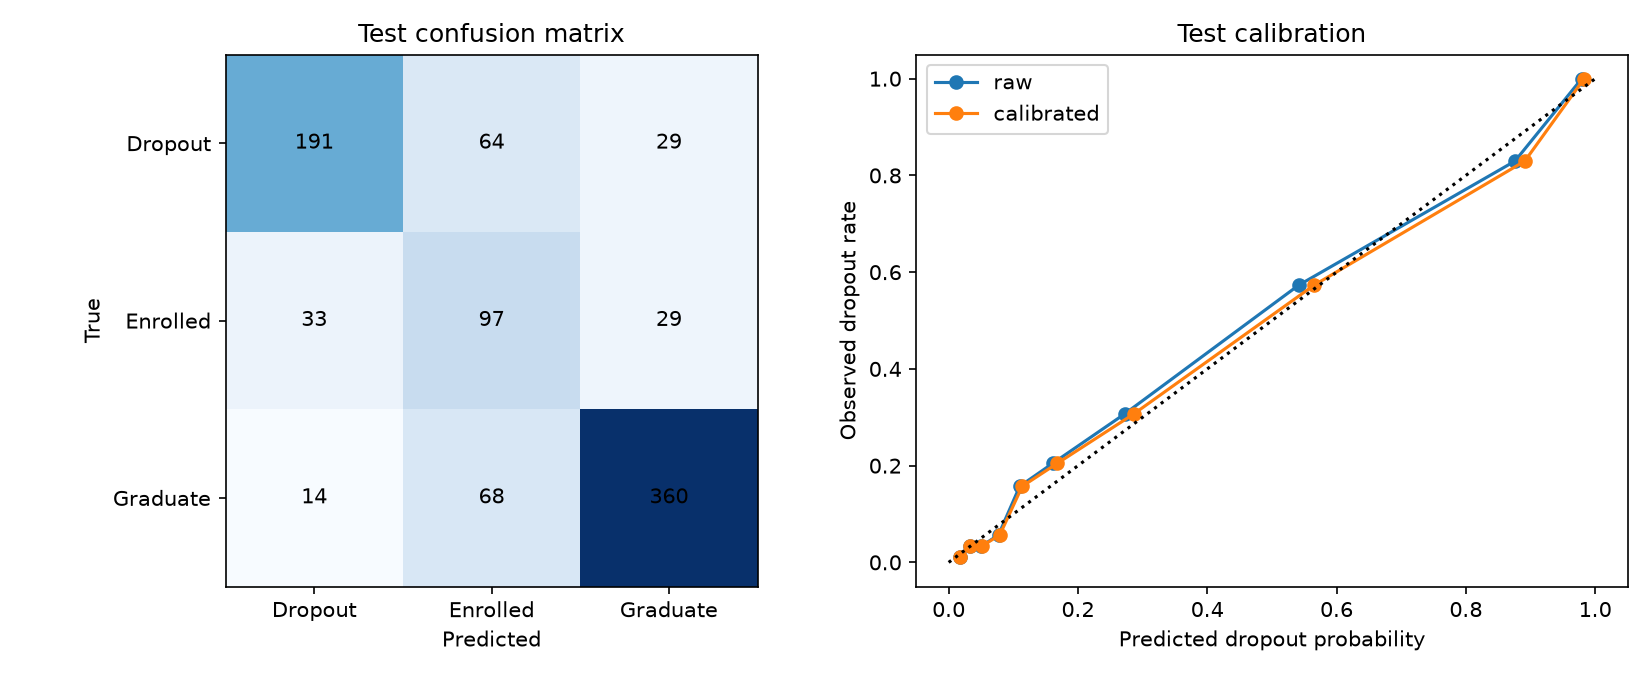 Test confusion matrix
True
Dropout
Enrolled
Graduate
191 64 29
33 97 29
14 68 360
Dropout Enrolled Graduate
Predicted
Test calibration
raw
calibrated
Observed dropout rate
1.0
0.8
0.6
0.4
0.2
0.0
0.0 0.2 0.4 0.6 0.8 1.0
Predicted dropout probability